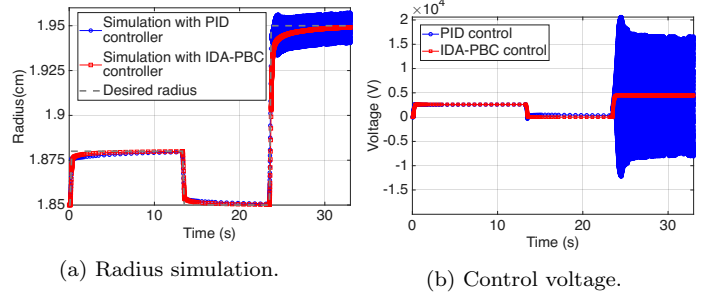 Simulation with PID
controller
Simulation with IDA-PBC
controller
Desired radius
Radius(cm)
1.95
1.925
1.9
1.875
1.85
0
10
20
30
Time (s)
(a) Radius simulation.
×10⁴
PID control
IDA-PBC control
Voltage (V)
2
1.5
1
0.5
0
-0.5
-1
-1.5
0
10
20
30
Time (s)
(b) Control voltage.